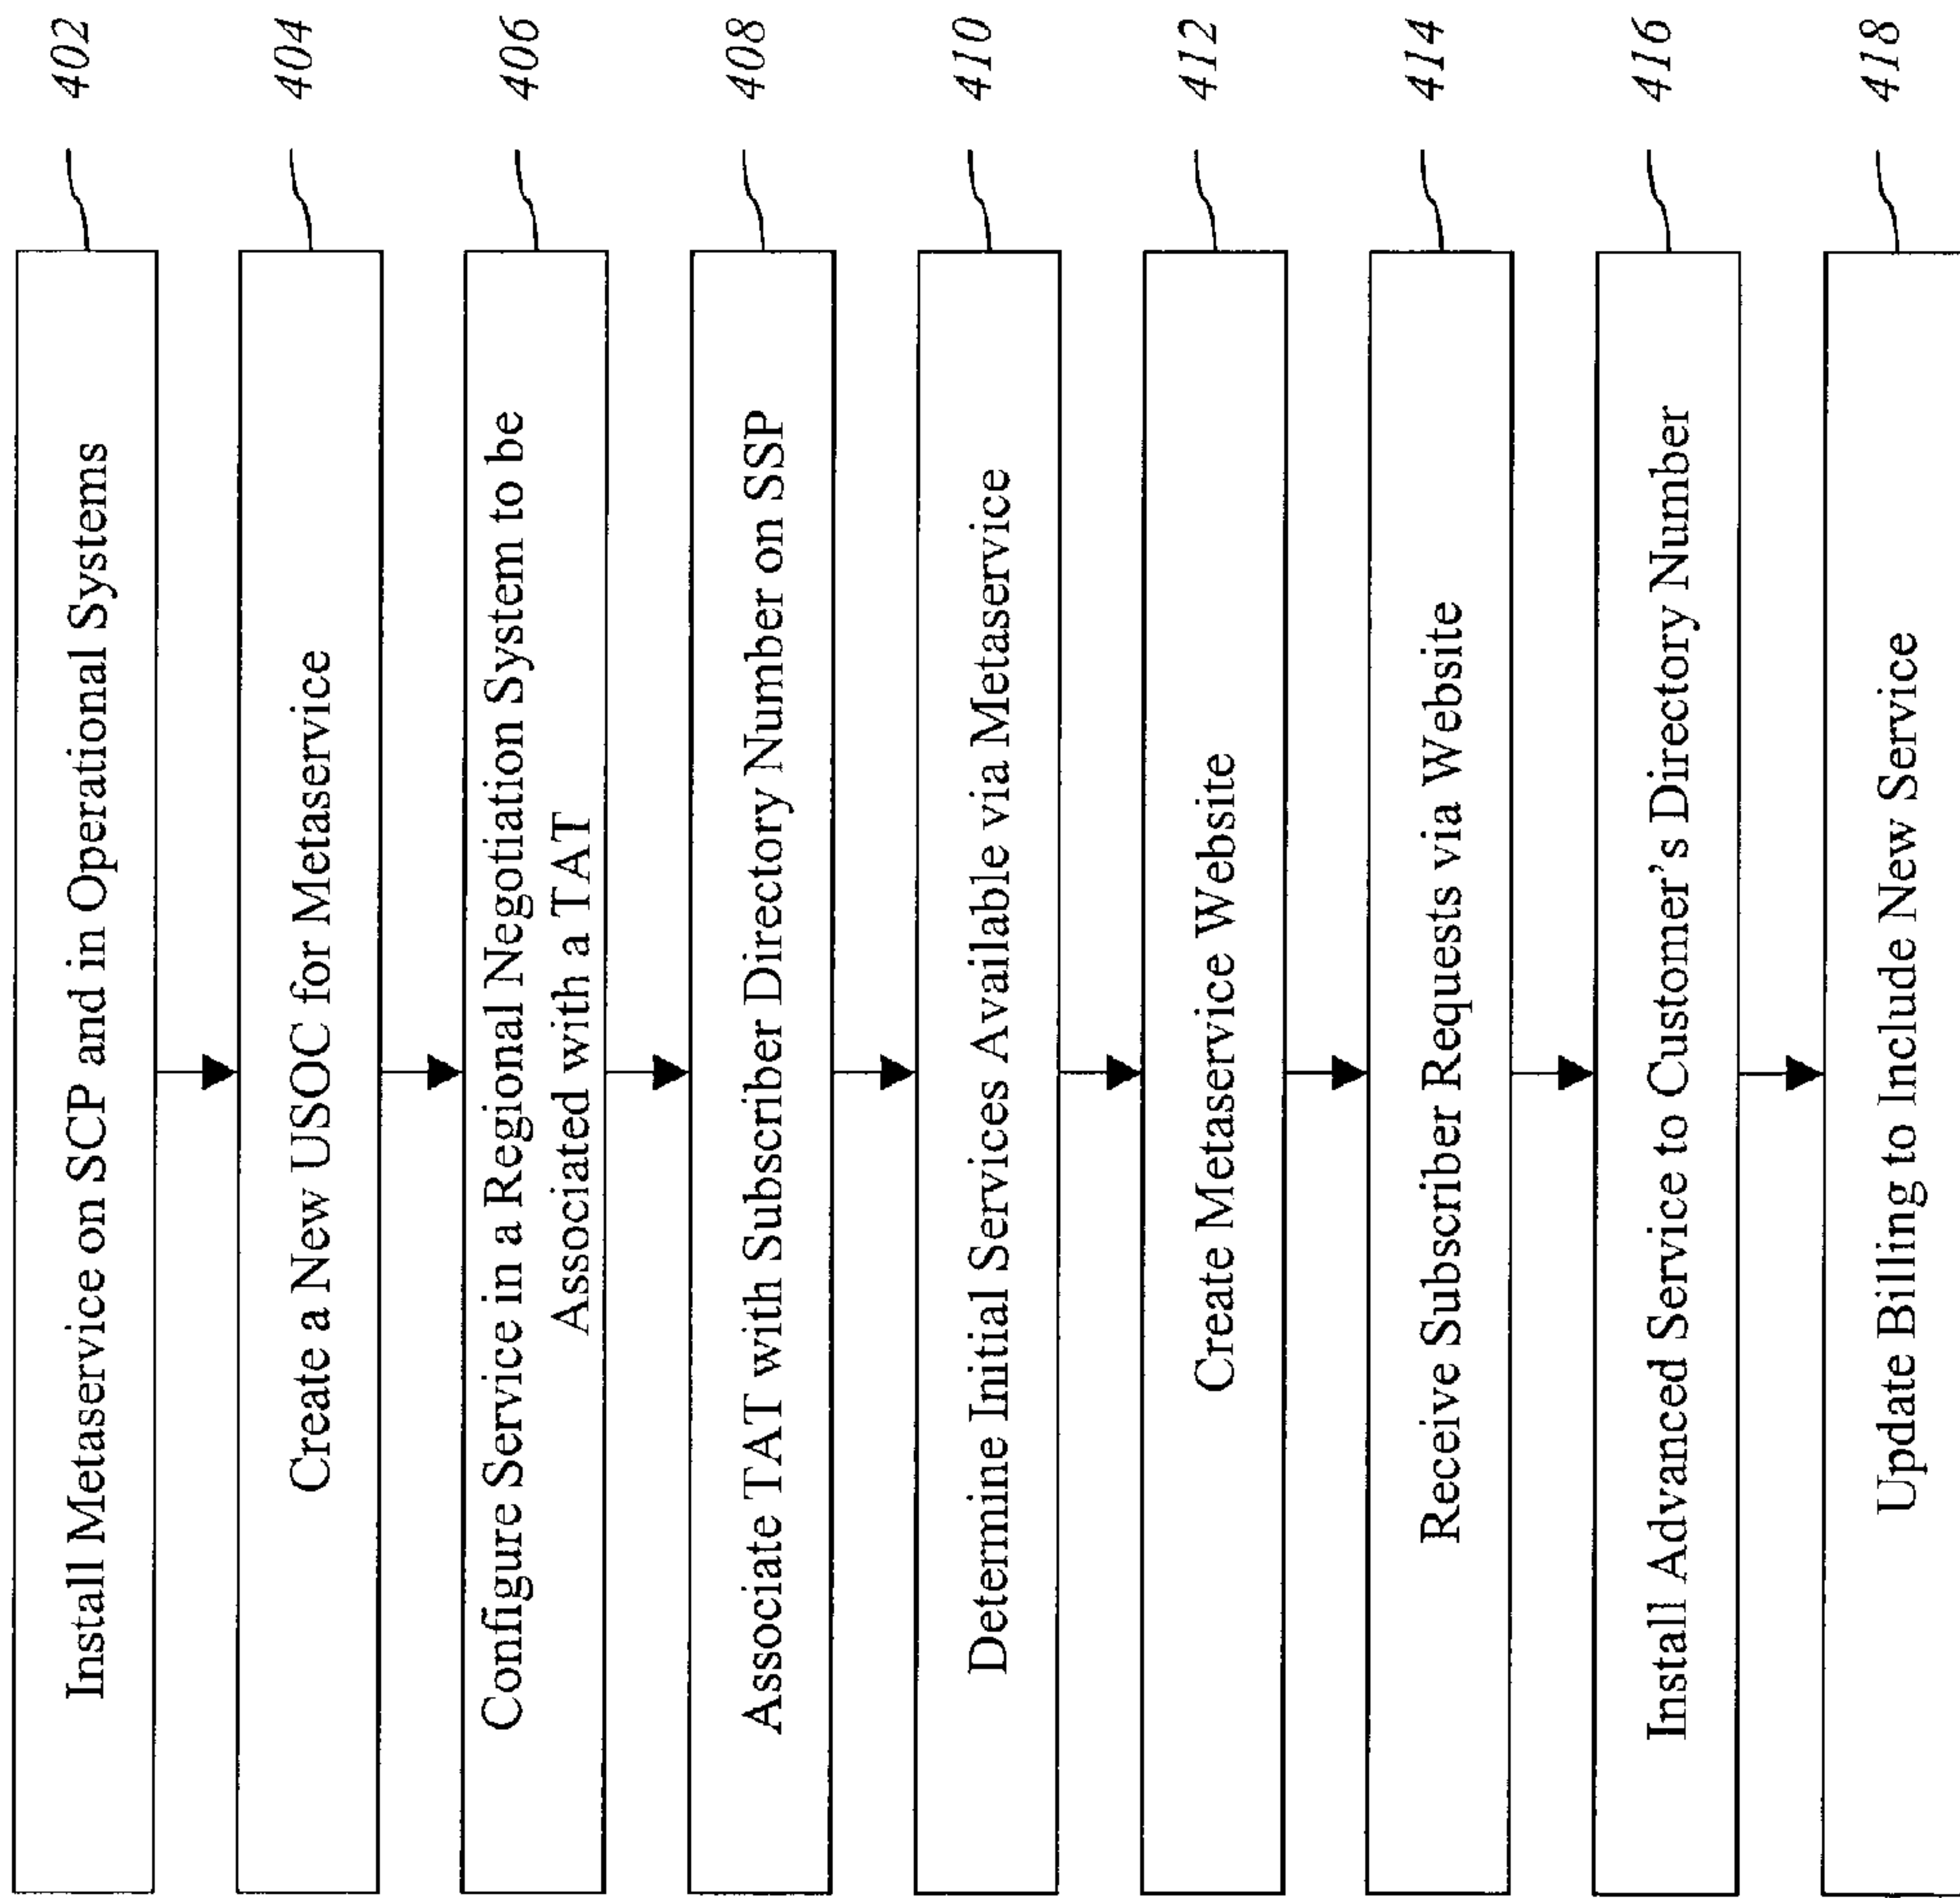 Install Metaservice on SCP and in Operational Systems
402
Create a New USOC for Metaservice
404
Configure Service in a Regional Negotiation System to be
Associated with a TAT
406
Associate TAT with Subscriber Directory Number on SSP
408
Determine Initial Services Available via Metaservice
410
Create Metaservice Website
412
Receive Subscriber Requests via Website
414
Install Advanced Service to Customer's Directory Number
416
Update Billing to Include New Service
418